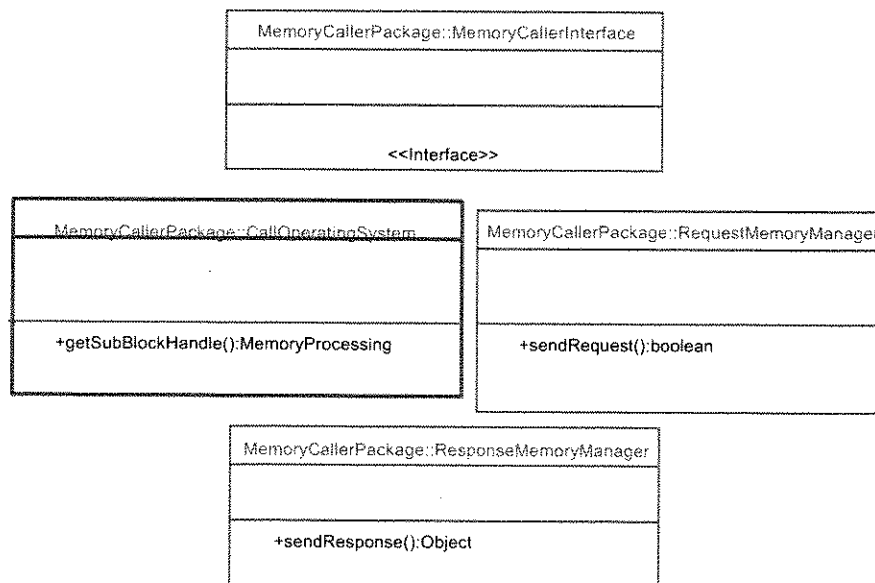 MemoryCallerPackage::MemoryCallerInterface
<<Interface>>
MemoryCallerPackage::CallOperatingSystem
+getSubBlockHandle():MemoryProcessing
MemoryCallerPackage::RequestMemoryManager
+sendRequest():boolean
MemoryCallerPackage::ResponseMemoryManager
+sendResponse():Object